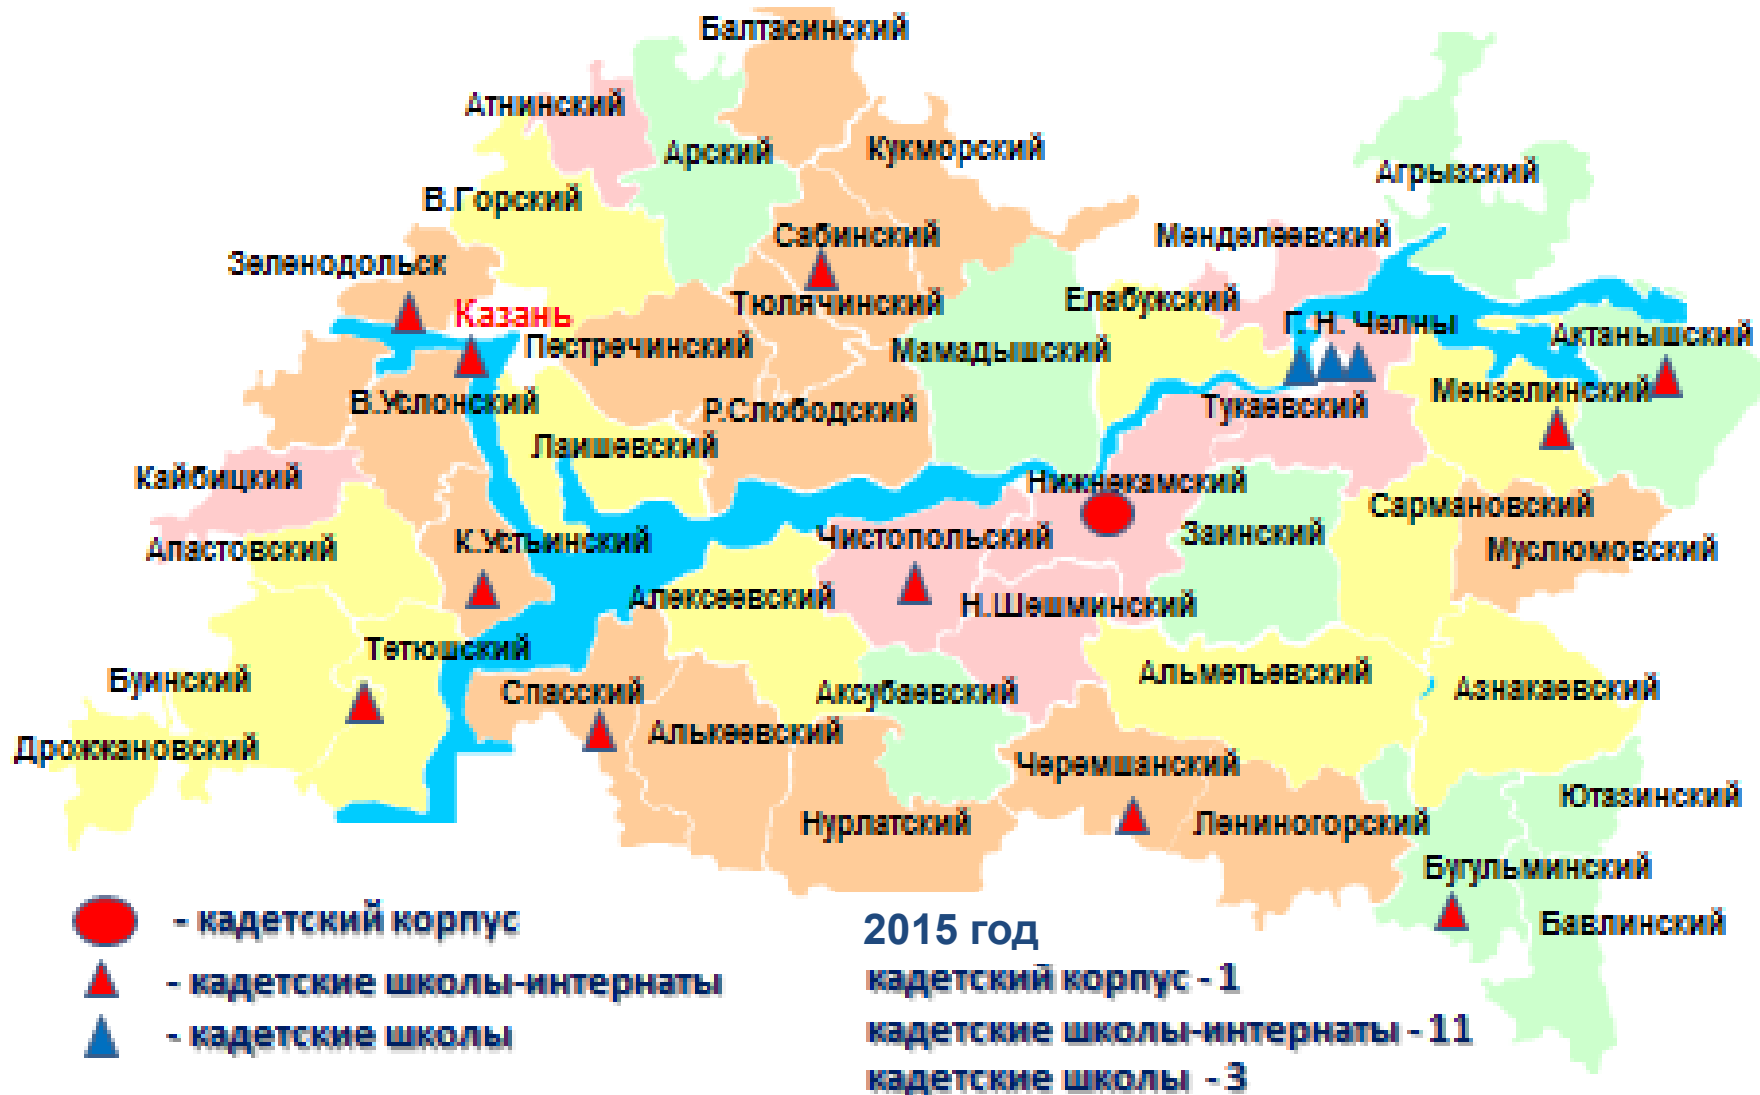 Балтасинский
Атнинский
Арский
Кукморский
Агрызский
В.Горский
Сабинский
Менделеевский
Зеленодольск
Казань
Тюлячинский
Елабужский
Г. Н. Челны
Пестречинский
Мамадышский
Актанышский
В.Услонский
Р.Слободский
Тукаевский
Мензелинский
Лаишевский
Кайбицкий
Нижнекамский
Сармановский
Апастовский
К.Устьинский
Чистопольский
Заинский
Муслюмовский
Алексеевский
Н.Шешминский
Тетюшский
Буинский
Спасский
Аксубаевский
Альметьевский
Азнакаевский
Дрожжановский
Алькеевский
Черемшанский
Ютазинский
Нурлатский
Лениногорский
Бугульминский
Бавлинский
- кадетский корпус
- кадетские школы-интернаты
- кадетские школы
2015 год
кадетский корпус - 1
кадетские школы-интернаты - 11
кадетские школы - 3